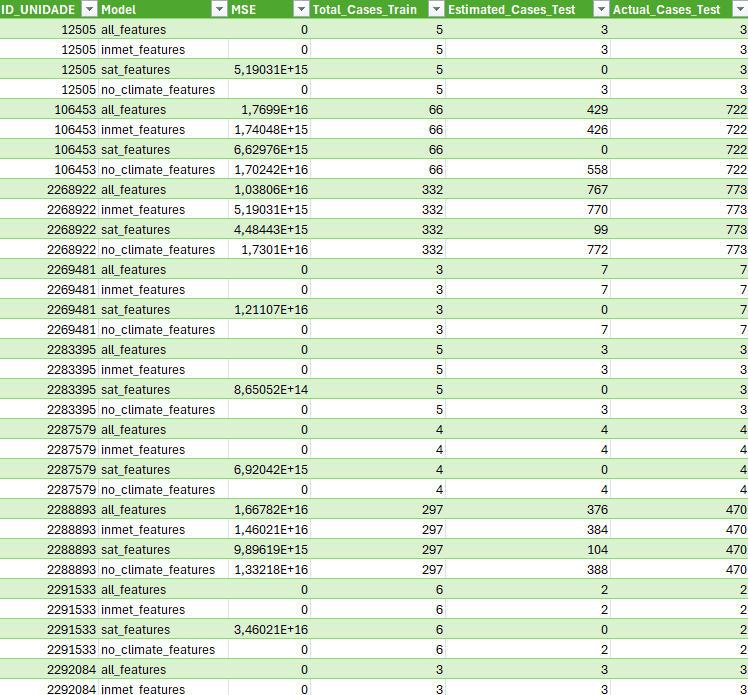 ID_UNIDADE Model MSE Total_Cases_Train Estimated_Cases_Test Actual_Cases_Test
12505 all_features 0 5 3 3
12505 inmet_features 0 5 3 3
12505 sat_features 5,19031E+15 5 0 3
12505 no_climate_features 0 5 3 3
106453 all_features 1,7699E+16 66 429 722
106453 inmet_features 1,74048E+15 66 426 722
106453 sat_features 6,62976E+15 66 0 722
106453 no_climate_features 1,70242E+16 66 558 722
2268922 all_features 1,03806E+16 332 767 773
2268922 inmet_features 5,19031E+15 332 770 773
2268922 sat_features 4,48443E+15 332 99 773
2268922 no_climate_features 1,7301E+16 332 772 773
2269481 all_features 0 3 7 7
2269481 inmet_features 0 3 7 7
2269481 sat_features 1,21107E+16 3 0 7
2269481 no_climate_features 0 3 7 7
2283395 all_features 0 5 3 3
2283395 inmet_features 0 5 3 3
2283395 sat_features 8,65052E+14 5 0 3
2283395 no_climate_features 0 5 3 3
2287579 all_features 0 4 4 4
2287579 inmet_features 0 4 4 4
2287579 sat_features 6,92042E+15 4 0 4
2287579 no_climate_features 0 4 4 4
2288893 all_features 1,66782E+16 297 376 470
2288893 inmet_features 1,46021E+16 297 384 470
2288893 sat_features 9,89619E+15 297 104 470
2288893 no_climate_features 1,33218E+16 297 388 470
2291533 all_features 0 6 2 2
2291533 inmet_features 0 6 2 2
2291533 sat_features 3,46021E+16 6 0 2
2291533 no_climate_features 0 6 2 2
2292084 all_features 0 3 3 3
2292084 inmet_features 0 3 3 3